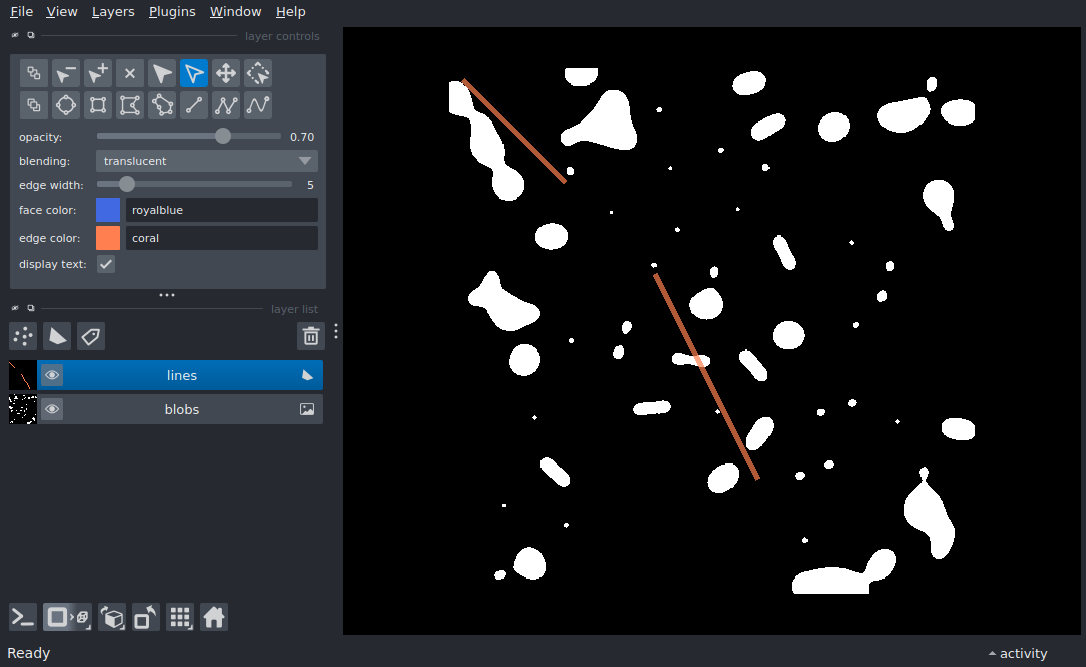 File View Layers Plugins Window Help
layer controls
opacity: 0.70
blending: translucent
edge width: 5
face color: royalblue
edge color: coral
display text:
layer list
lines
blobs
Ready
activity